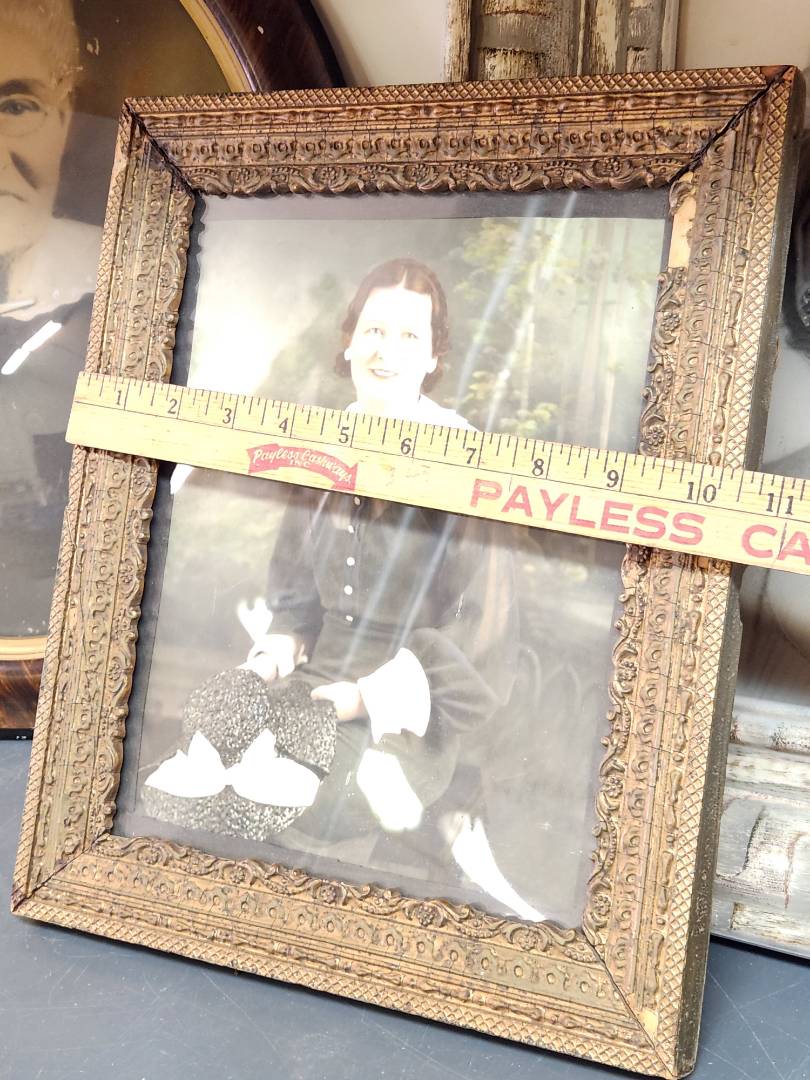 1 2 3 4 5 6 7 8 9 10 11
Payless Cashways
INC
PAYLESS CA